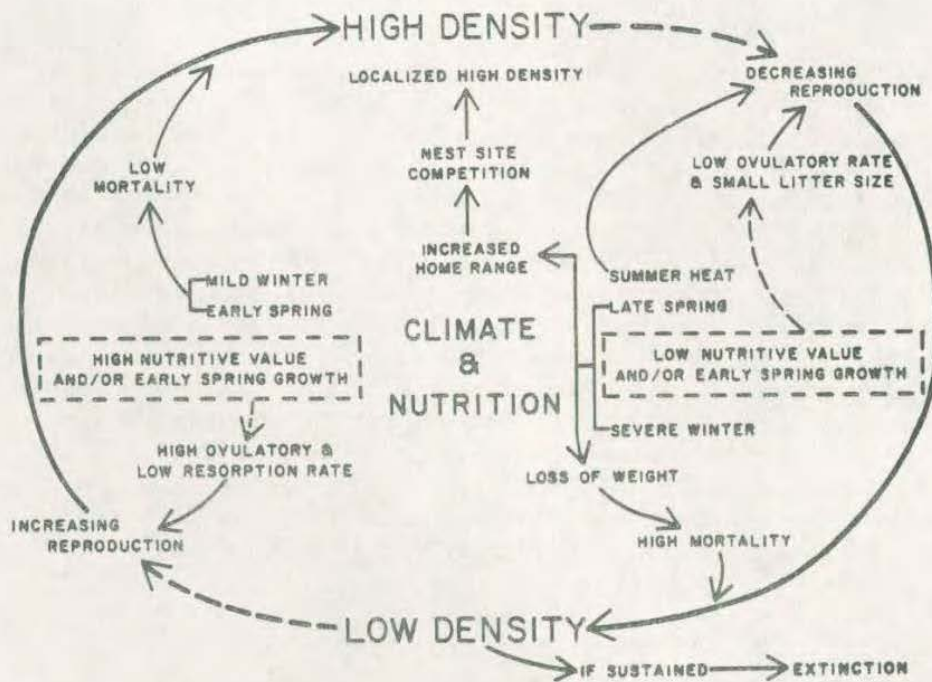 HIGH DENSITY
LOCALIZED HIGH DENSITY
DECREASING
REPRODUCTION
NEST SITE
COMPETITION
LOW
MORTALITY
LOW OVULATORY RATE
& SMALL LITTER SIZE
INCREASED
HOME RANGE
SUMMER HEAT
MILD WINTER
EARLY SPRING
LATE SPRING
CLIMATE
&
NUTRITION
HIGH NUTRITIVE VALUE
AND/OR EARLY SPRING GROWTH
LOW NUTRITIVE VALUE
AND/OR EARLY SPRING GROWTH
SEVERE WINTER
HIGH OVULATORY &
LOW RESORPTION RATE
LOSS OF WEIGHT
INCREASING
REPRODUCTION
HIGH MORTALITY
LOW DENSITY
IF SUSTAINED
EXTINCTION